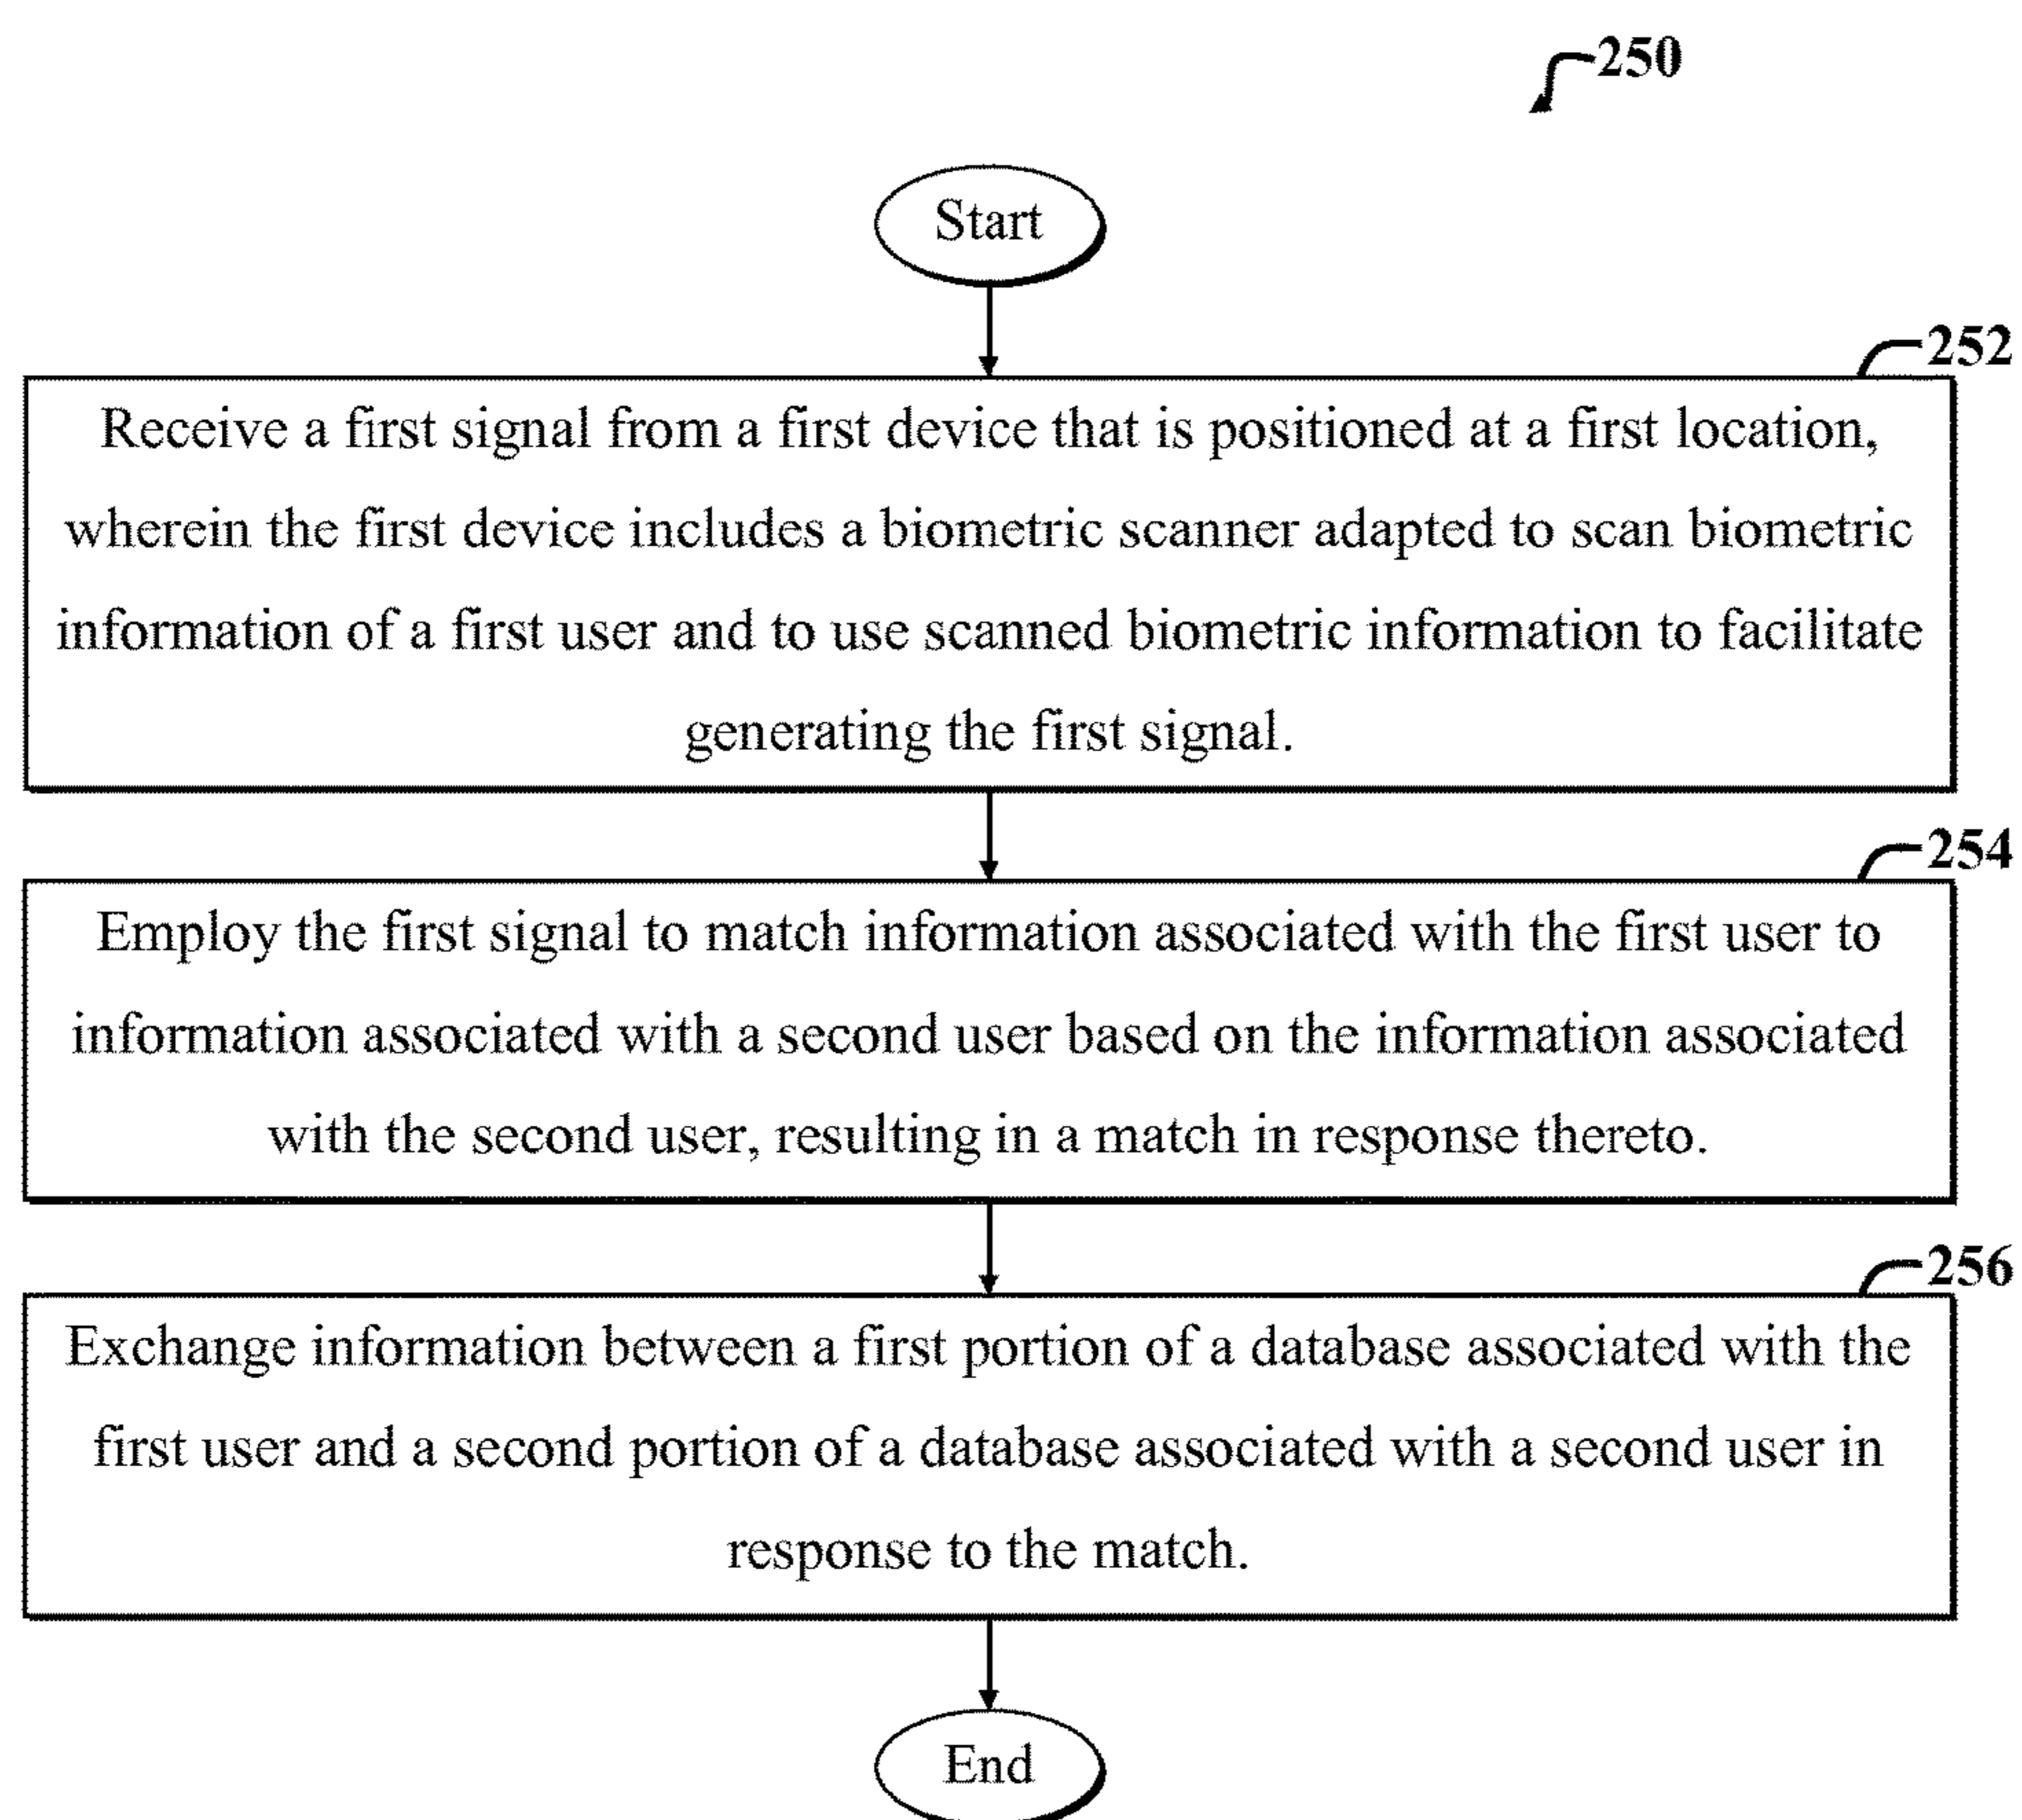 250
Start
252
Receive a first signal from a first device that is positioned at a first location,
wherein the first device includes a biometric scanner adapted to scan biometric
information of a first user and to use scanned biometric information to facilitate
generating the first signal.
254
Employ the first signal to match information associated with the first user to
information associated with a second user based on the information associated
with the second user, resulting in a match in response thereto.
256
Exchange information between a first portion of a database associated with the
first user and a second portion of a database associated with a second user in
response to the match.
End